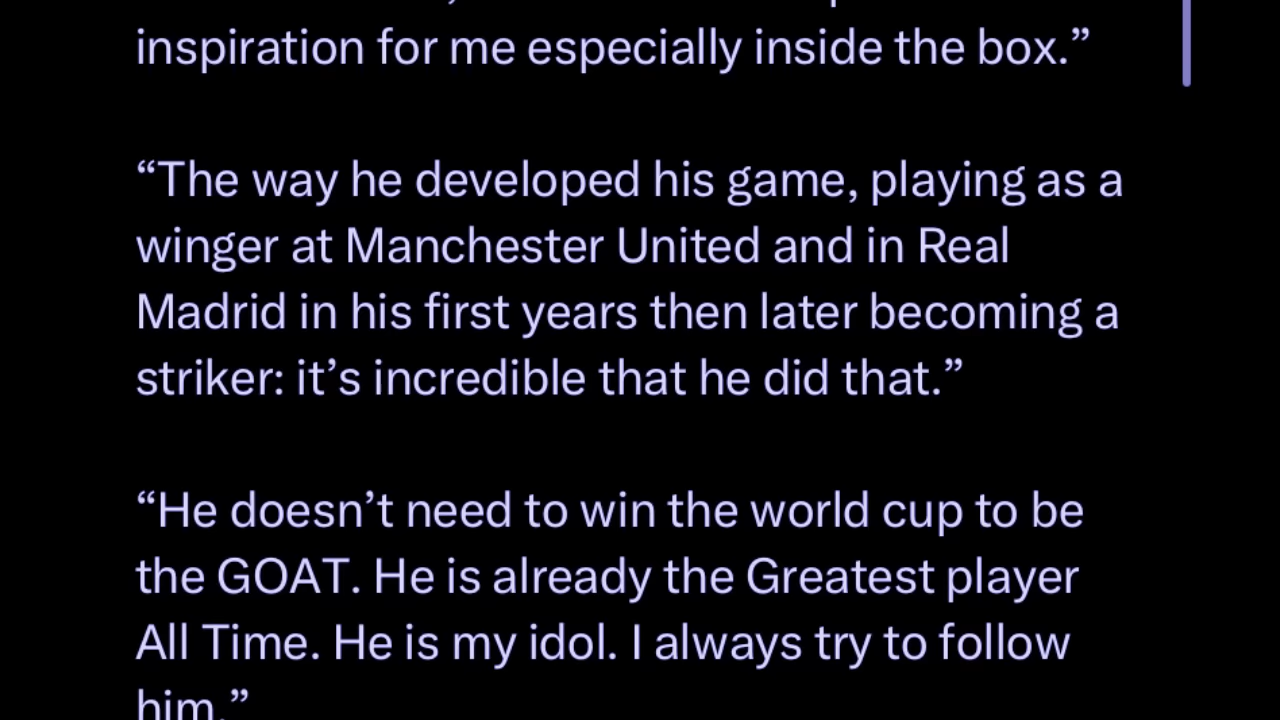 inspiration for me especially inside the box.”
“The way he developed his game, playing as a
winger at Manchester United and in Real
Madrid in his first years then later becoming a
striker: it’s incredible that he did that.”
“He doesn’t need to win the world cup to be
the GOAT. He is already the Greatest player
All Time. He is my idol. I always try to follow
him.”